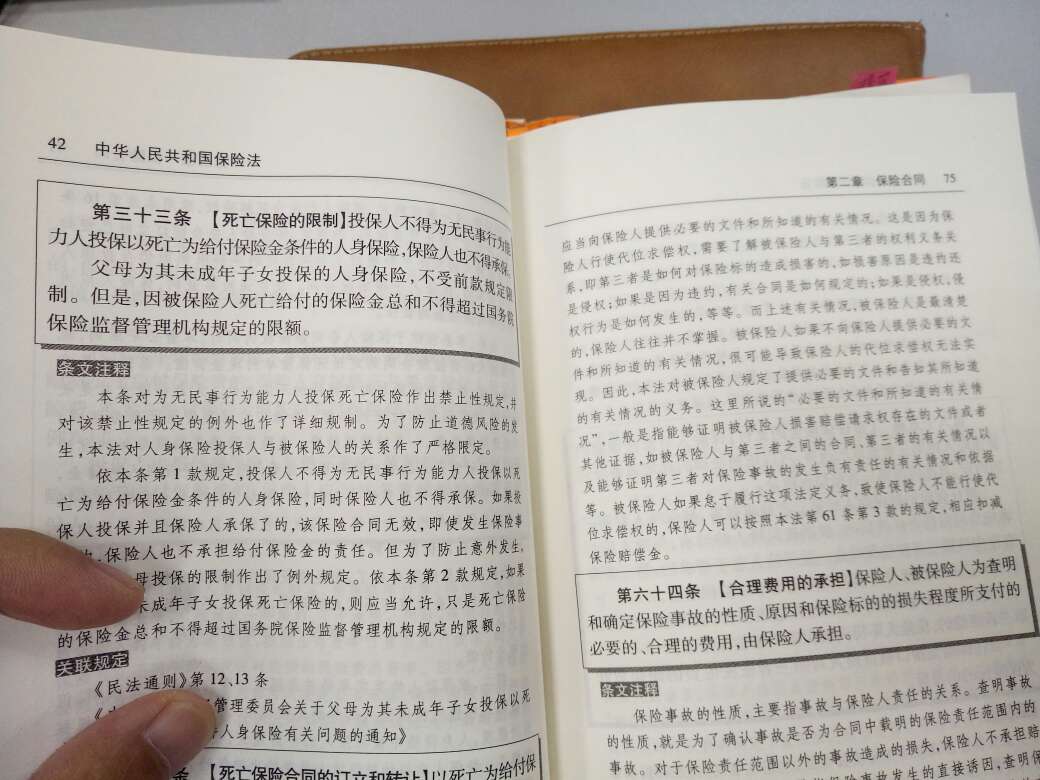 42 中华人民共和国保险法
第三十三条 【死亡保险的限制】投保人不得为无民事行为能
力人投保以死亡为给付保险金条件的人身保险,保险人也不得承保。
父母为其未成年子女投保的人身保险,不受前款规定限
制。但是,因被保险人死亡给付的保险金总和不得超过国务院
保险监督管理机构规定的限额。
条文注释
本条对为无民事行为能力人投保死亡保险作出禁止性规定,并
对该禁止性规定的例外也作了详细规制。为了防止道德风险的发
生,本法对人身保险投保人与被保险人的关系作了严格限定。
依本条第1款规定,投保人不得为无民事行为能力人投保以死
亡为给付保险金条件的人身保险,同时保险人也不得承保。如果投
保人投保并且保险人承保了的,该保险合同无效,即使发生保险事
,保险人也不承担给付保险金的责任。但为了防止意外发生,
母投保的限制作出了例外规定。依本条第2款规定,如果
未成年子女投保死亡保险的,则应当允许,只是死亡保险
的保险金总和不得超过国务院保险监督管理机构规定的限额。
关联规定
《民法通则》第12、13条
管理委员会关于父母为其未成年子女投保以死
人身保险有关问题的通知》
条 【死亡保险合同的订立和转让】以死亡为给付保
第二章 保险合同 75
应当向保险人提供必要的文件和所知道的有关情况。这是因为保
险人行使代位求偿权,需要了解被保险人与第三者的权利义务关
系,即第三者是如何对保险标的造成损害的,如损害原因是违约还
是侵权;如果是因为违约,有关合同是如何规定的;如果是侵权,侵
权行为是如何发生的,等等。而上述有关情况,被保险人是最清楚
的,保险人往往并不掌握。被保险人如果不向保险人提供必要的文
件和所知道的有关情况,很可能导致保险人的代位求偿权无法实
现。因此,本法对被保险人规定了提供必要的文件和告知其所知道
的有关情况的义务。这里所说的“必要的文件和所知道的有关情
况”,一般是指能够证明被保险人损害赔偿请求权存在的文件或者
其他证据,如被保险人与第三者之间的合同、第三者的有关情况以
及能够证明第三者对保险事故的发生负有责任的有关情况和依据
等。被保险人如果怠于履行这项法定义务,致使保险人不能行使代
位求偿权的,保险人可以按照本法第61条第3款的规定,相应扣减
保险赔偿金。
第六十四条 【合理费用的承担】保险人、被保险人为查明
和确定保险事故的性质、原因和保险标的的损失程度所支付的
必要的、合理的费用,由保险人承担。
条文注释
保险事故的性质,主要指事故与保险人责任的关系。查明事故
的性质,就是为了确认事故是否为合同中载明的保险责任范围内的
事故。对于保险责任范围以外的事故造成的损失,保险人不承担赔
保险事故发生的直接诱因,查明保